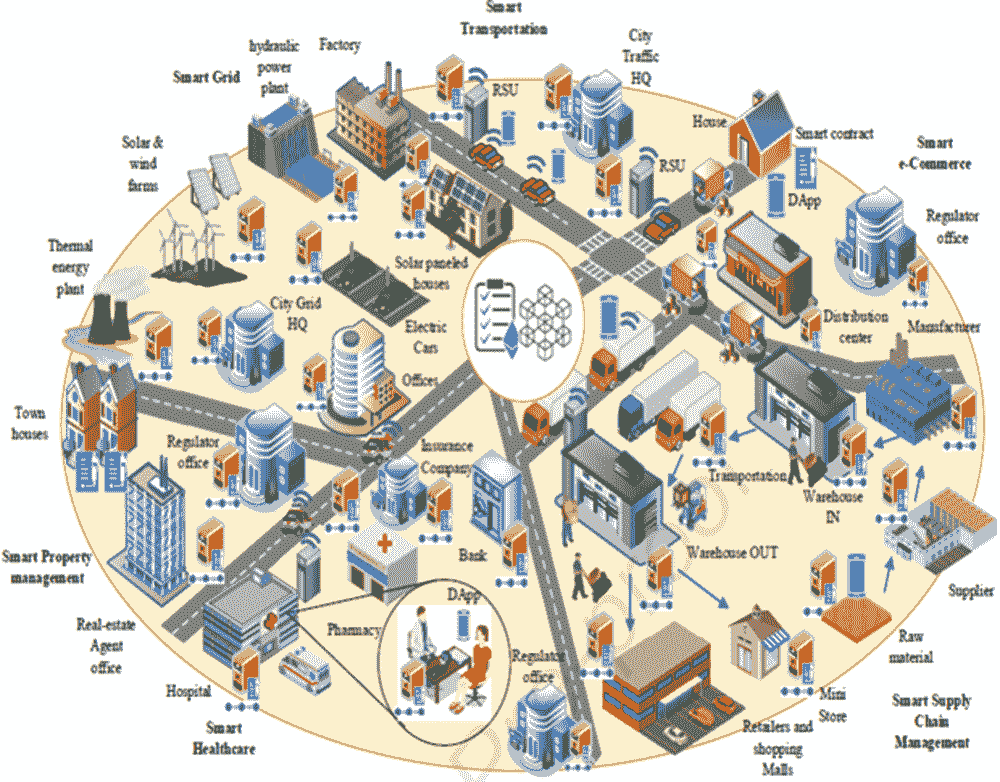 Smart
Transportation
City
Traffic
HQ
Factory
hydraulic
power
plant
Smart Grid
RSU
House
Smart contract
Smart
e-Commerce
Solar &
wind
farms
RSU
DApp
Regulator
office
Thermal
energy
plant
Solar paneled
houses
City Grid
HQ
Electric
Cars
Distribution
center
Manufacturer
Offices
Town
houses
Regulator
office
Insurance
Company
Transportation
Warehouse
IN
Bank
Warehouse OUT
Smart Property
management
Supplier
DApp
Real-estate
Agent
office
Pharmacy
Regulator
office
Raw
material
Hospital
Mini
Store
Smart
Healthcare
Retailers and
shopping
Malls
Smart Supply
Chain
Management